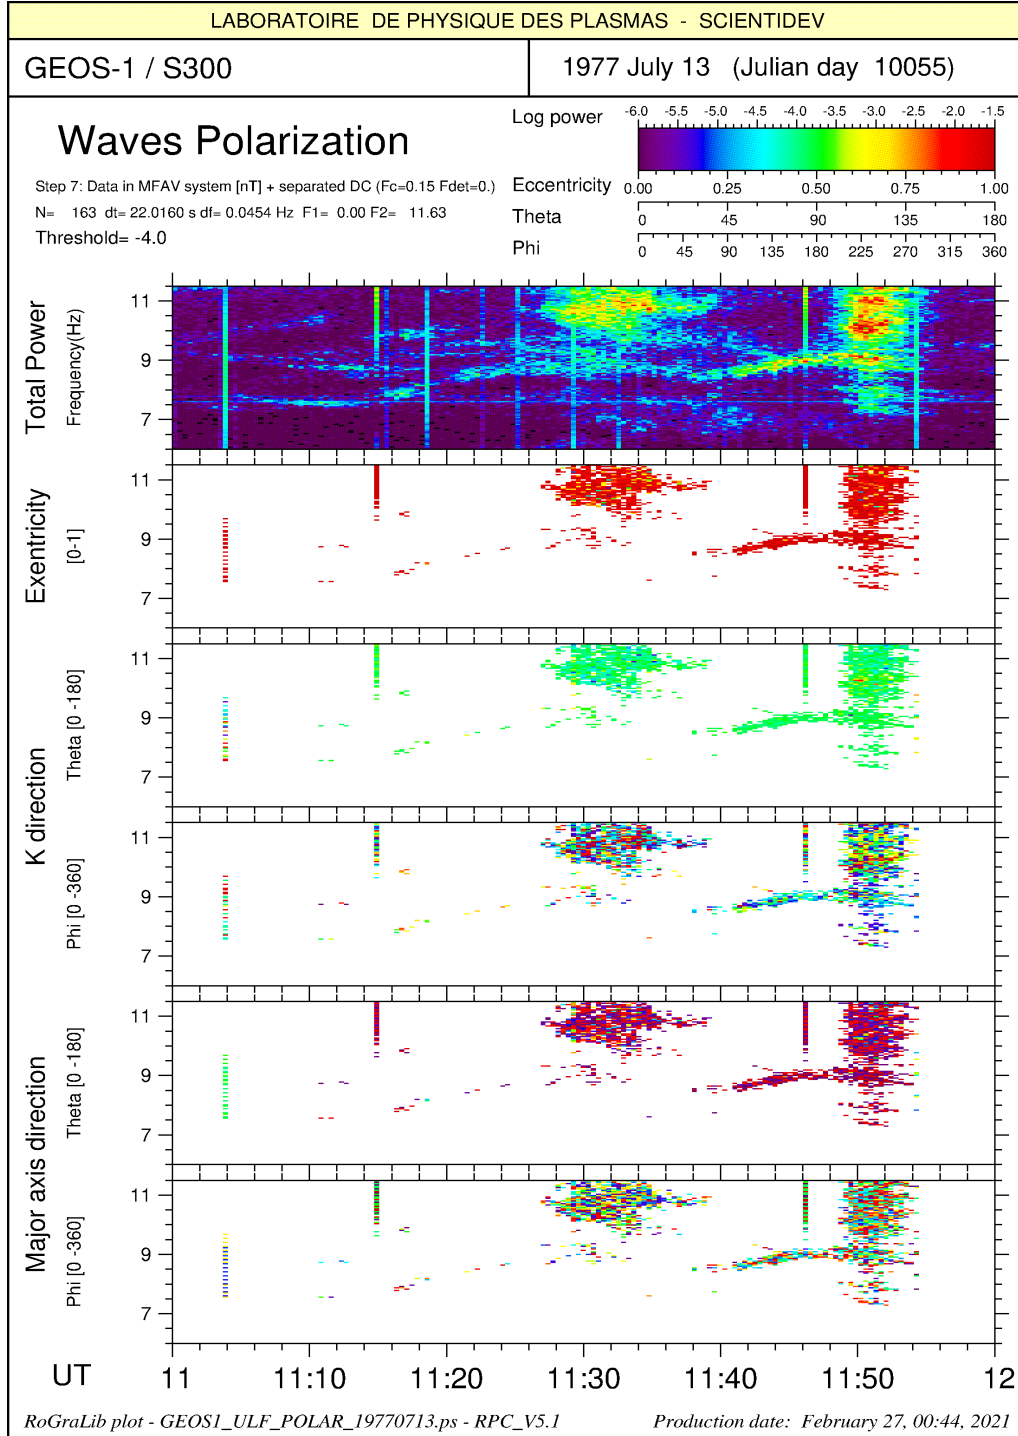 LABORATOIRE DE PHYSIQUE DES PLASMAS - SCIENTIDEV
GEOS-1 / S300
1977 July 13 (Julian day 10055)
Waves Polarization
Step 7: Data in MFAV system [nT] + separated DC (Fc=0.15 Fdet=0.)
N= 163 dt= 22.0160 s df= 0.0454 Hz F1= 0.00 F2= 11.63
Threshold= -4.0
Log power
-6.0 -5.5 -5.0 -4.5 -4.0 -3.5 -3.0 -2.5 -2.0 -1.5
Eccentricity
0.00 0.25 0.50 0.75 1.00
Theta
0 45 90 135 180
Phi
0 45 90 135 180 225 270 315 360
Total Power
Frequency(Hz)
11
9
7
Exentricity
[0-1]
11
9
7
K direction
Theta [0 -180]
11
9
7
Phi [0 -360]
11
9
7
Major axis direction
Theta [0 -180]
11
9
7
Phi [0 -360]
11
9
7
UT
11 11:10 11:20 11:30 11:40 11:50 12
RoGraLib plot - GEOS1_ULF_POLAR_19770713.ps - RPC_V5.1
Production date: February 27, 00:44, 2021